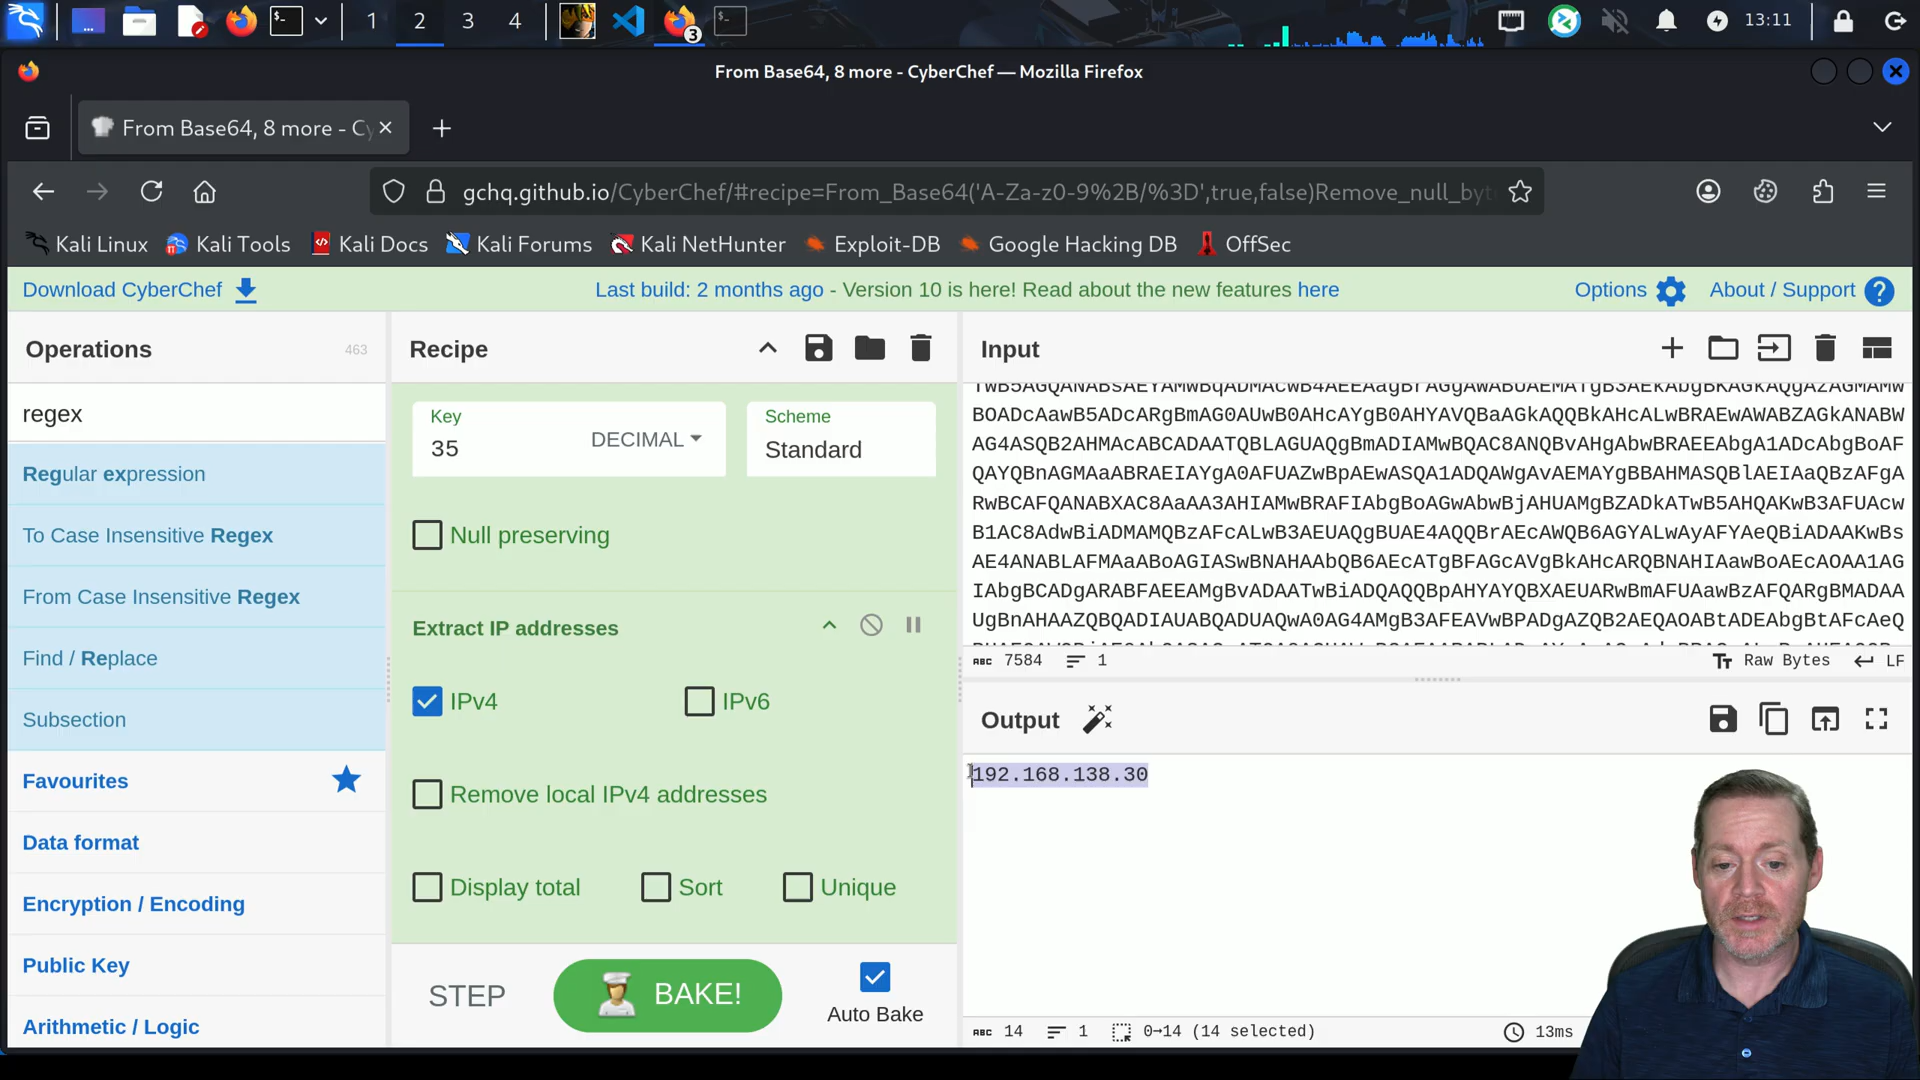 1 2 3 4 3 13:11
From Base64, 8 more - CyberChef — Mozilla Firefox
From Base64, 8 more - Cy
gchq.github.io/CyberChef/#recipe=From_Base64('A-Za-z0-9%2B/%3D',true,false)Remove_null_byt
Kali Linux Kali Tools Kali Docs Kali Forums Kali NetHunter Exploit-DB Google Hacking DB OffSec
Download CyberChef Last build: 2 months ago - Version 10 is here! Read about the new features here Options About / Support
Operations 463
regex
Regular expression
To Case Insensitive Regex
From Case Insensitive Regex
Find / Replace
Subsection
Favourites
Data format
Encryption / Encoding
Public Key
Arithmetic / Logic
Recipe
Key Scheme
35 DECIMAL Standard
Null preserving
Extract IP addresses
IPv4 IPv6
Remove local IPv4 addresses
Display total Sort Unique
STEP BAKE! Auto Bake
Input
BOADcAawB5ADcARgBmAG0AUwB0AHcAYgB0AHYAVQBaAGkAQQBkAHcALwBRAEwAWABZAGkANABW
AG4ASQB2AHMAcABCADAATQBLAGUAQgBmADIAMwBQAC8ANQBvAHgAbwBRAEEAbgA1ADcAbgBoAF
QAYQBnAGMAaABRAEIAYgA0AFUAZwBpAEwASQA1ADQAWgAvAEMAYgBBAHMASQBlAEIAaQBzAFgA
RwBCAFQANABXAC8AaAA3AHIAMwBRAFIAbgBoAGwAbwBjAHUAMgBZADkATwB5AHQAKwB3AFUAcw
B1AC8AdwBiADMAMQBzAFcALwB3AEUAQgBUAE4AQQBrAEcAWQB6AGYALwAyAFYAeQBiADAAKwBs
AE4ANABLAFMAaABoAGIASwBNAHAAbQB6AEcATgBFAGcAVgBkAHcARQBNAHIAawBoAEcAOAA1AG
IAbgBCADgARABFAEEAMgBvADAATwBiADQAQQBpAHYAYQBXAEUARwBmAFUAawBzAFQARgBMADAA
UgBnAHAAZQBQADIAUABQADUAQwA0AG4AMgB3AFEAVwBPADgAZQB2AEQAOABtADEAbgBtAFcAeQ
7584 1 Raw Bytes LF
Output
192.168.138.30
14 1 0→14 (14 selected) 13ms